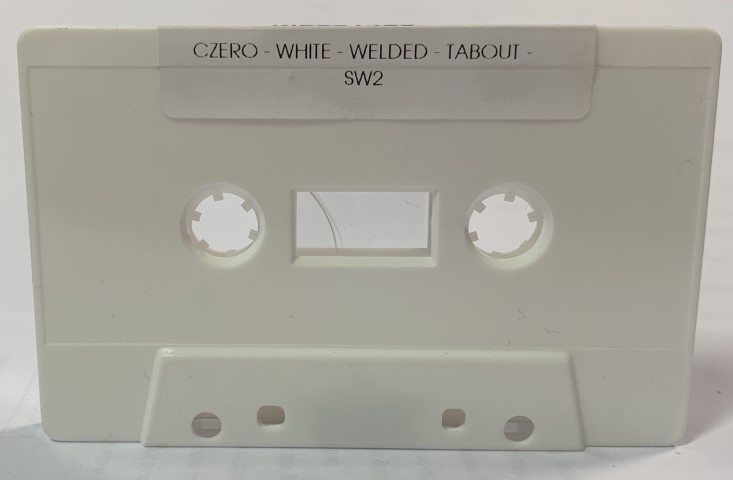 CZERO - WHITE - WELDED - TABOUT -
SW2